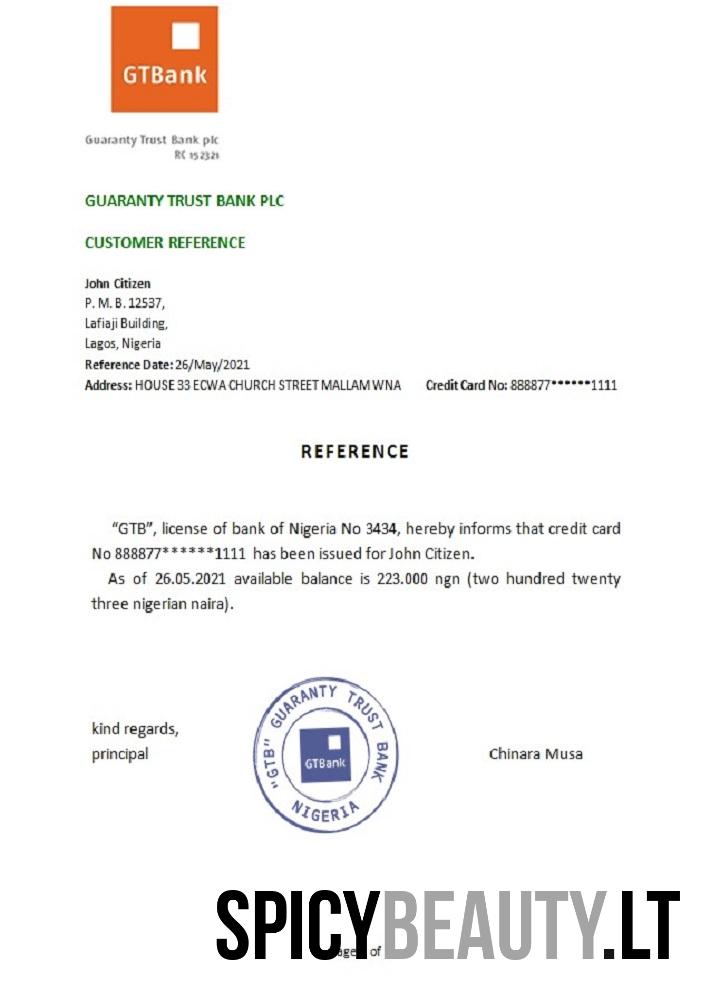 GTBank
Guaranty Trust Bank plc
RC 152321
GUARANTY TRUST BANK PLC
CUSTOMER REFERENCE
John Citizen
P. M. B. 12537,
Lafiaji Building,
Lagos, Nigeria
Reference Date: 26/May/2021
Address: HOUSE 33 ECWA CHURCH STREET MALLAM WNA Credit Card No: 888877******1111
REFERENCE
“GTB”, license of bank of Nigeria No 3434, hereby informs that credit card
No 888877******1111 has been issued for John Citizen.
As of 26.05.2021 available balance is 223.000 ngn (two hundred twenty
three nigerian naira).
kind regards,
principal
"GTB" GUARANTY TRUST BANK
GTBank
NIGERIA
Chinara Musa
SPICYBEAUTY.LT
of